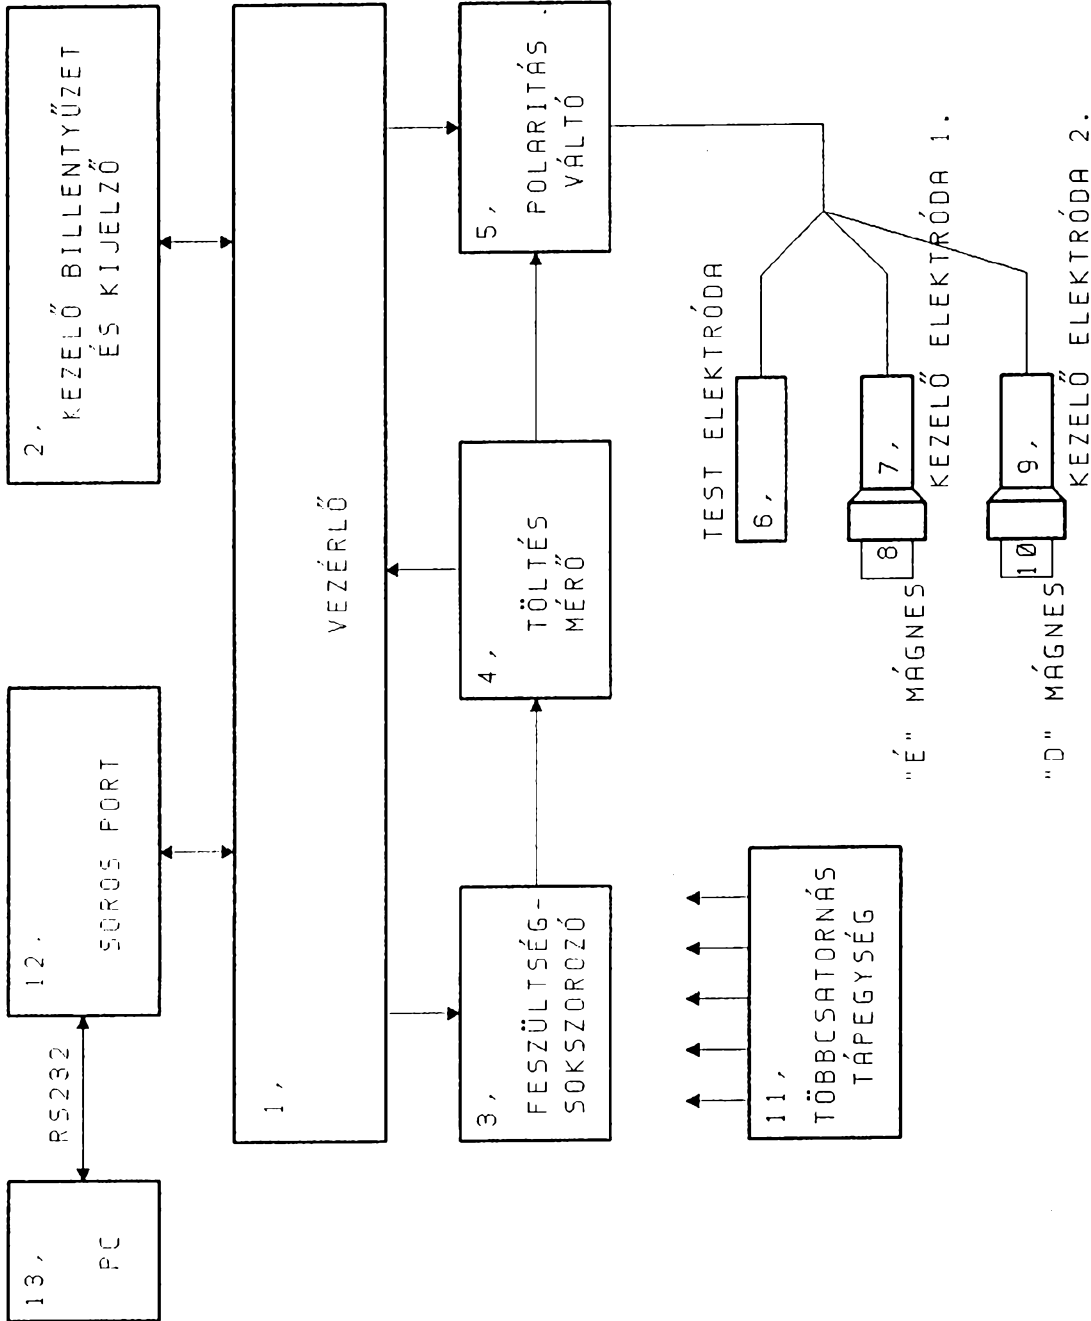 13,
PC
RS232
12.
SOROS PORT
2,
KEZELŐ BILLENTYŰZET
ÉS KIJELZŐ
1,
VEZÉRLŐ
3,
FESZÜLTSÉG-
SOKSZOROZÓ
4,
TÖLTÉS
MÉRŐ
5,
POLARITÁS
VÁLTÓ
11,
TÖBBCSATORNÁS
TÁPEGYSÉG
TEST ELEKTRÓDA
6,
8
7,
"É" MÁGNES
KEZELŐ ELEKTRÓDA 1.
10
9,
"D" MÁGNES
KEZELŐ ELEKTRÓDA 2.